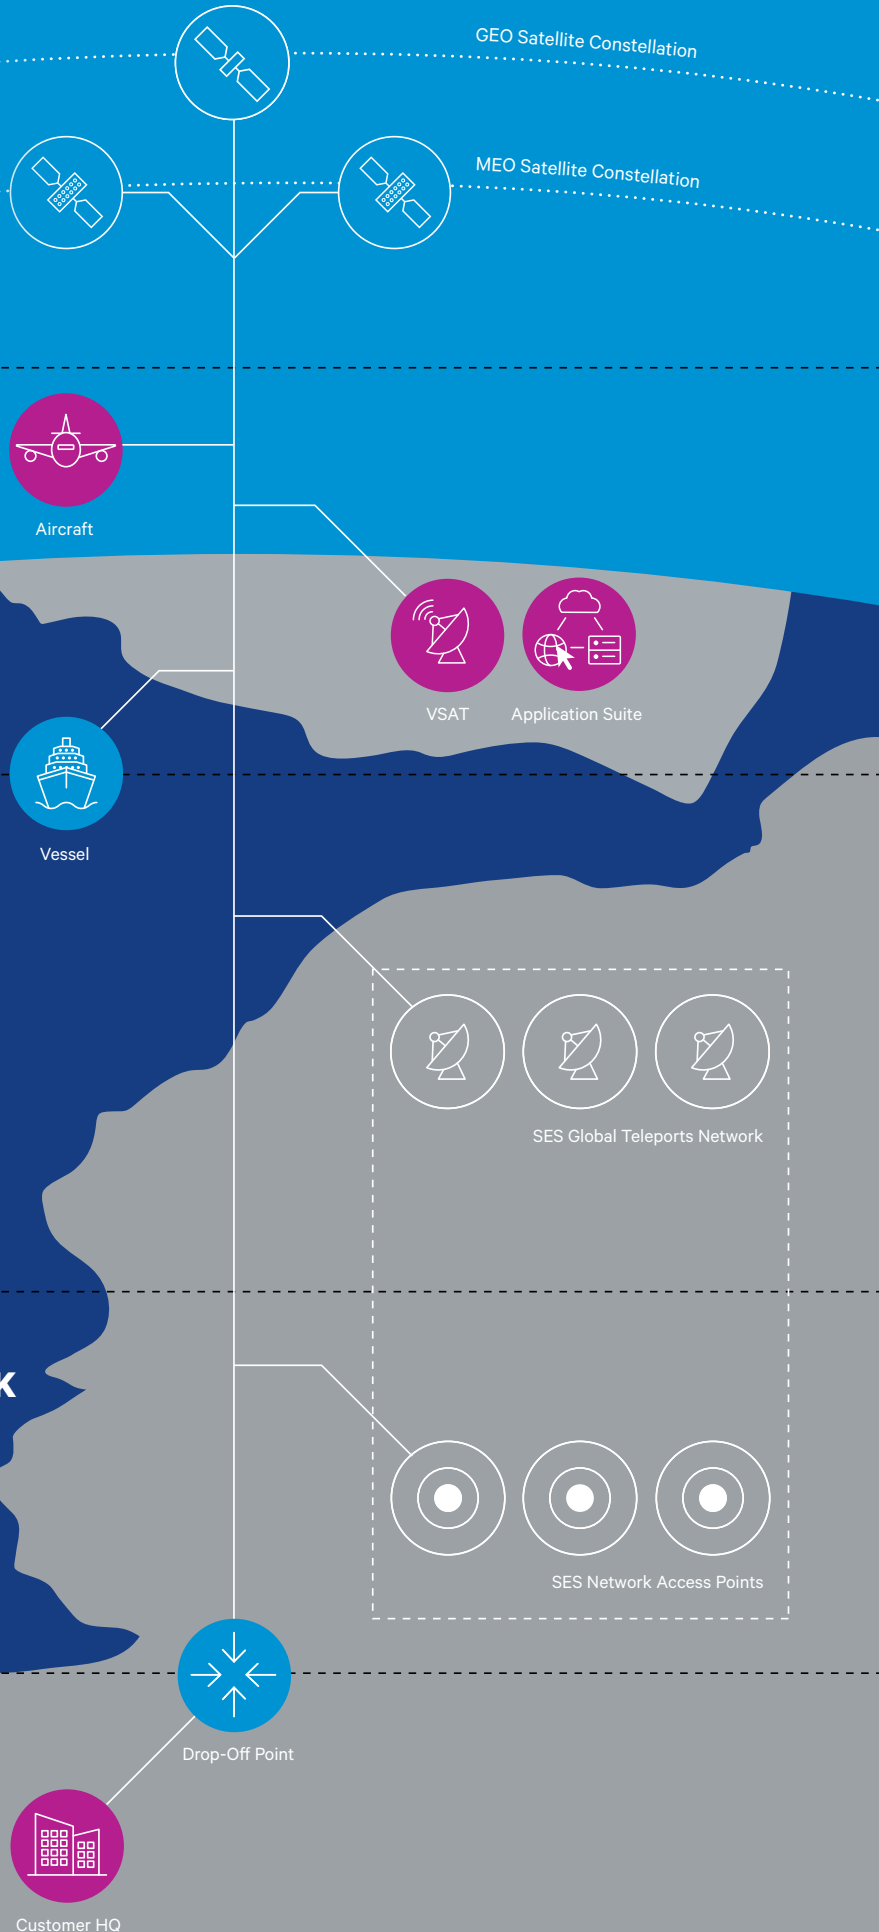 GEO Satellite Constellation
MEO Satellite Constellation
Aircraft
VSAT
Application Suite
Vessel
SES Global Teleports Network
k
SES Network Access Points
Drop-Off Point
Customer HQ